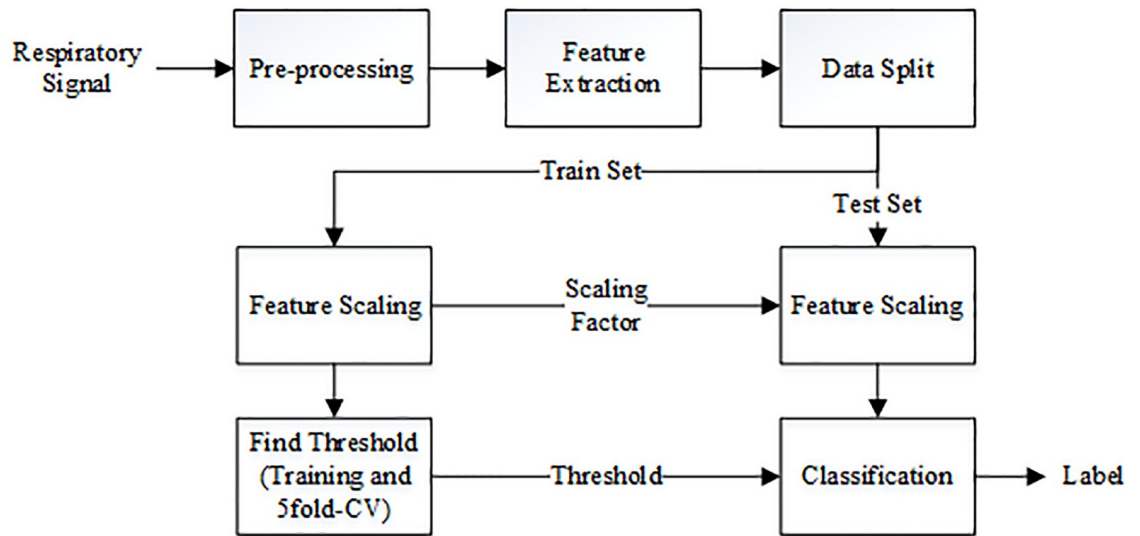 Respiratory
Signal
Pre-processing
Feature
Extraction
Data Split
Train Set
Test Set
Feature Scaling
Scaling
Factor
Feature Scaling
Find Threshold
(Training and
5fold-CV)
Threshold
Classification
Label